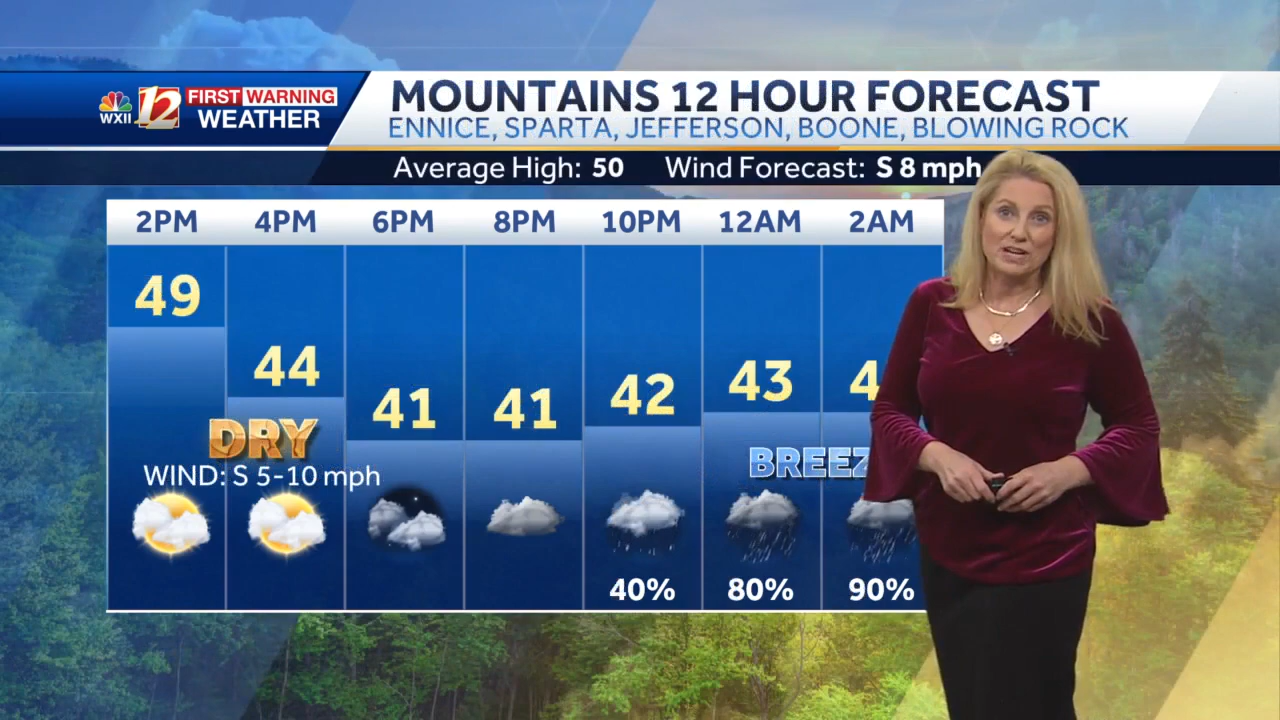 WXII 12 FIRST WARNING
WEATHER
MOUNTAINS 12 HOUR FORECAST
ENNICE, SPARTA, JEFFERSON, BOONE, BLOWING ROCK
Average High: 50 Wind Forecast: S 8 mph
2PM 4PM 6PM 8PM 10PM 12AM 2AM
49 44 41 41 42 43
DRY
WIND: S 5-10 mph
40% 80% 90%